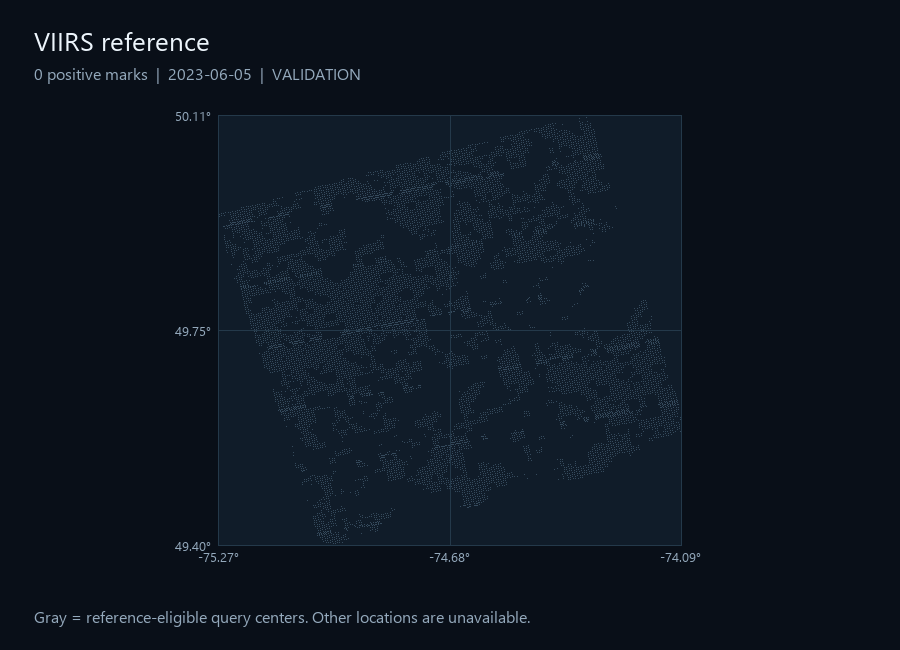 VIIRS reference
0 positive marks | 2023-06-05 | VALIDATION
50.11°
49.75°
49.40°
-75.27°
-74.68°
-74.09°
Gray = reference-eligible query centers. Other locations are unavailable.